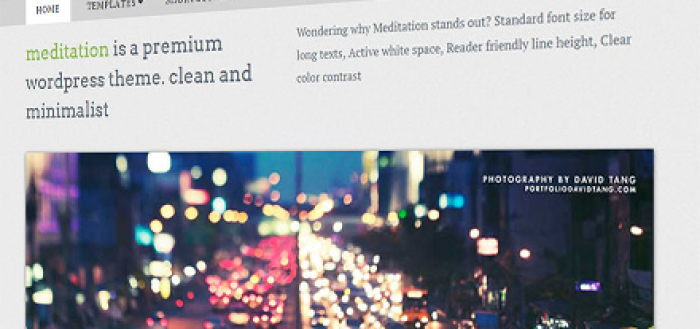 HOME TEMPLATES
meditation is a premium
wordpress theme. clean and
minimalist
Wondering why Meditation stands out? Standard font size for
long texts, Active white space, Reader friendly line height, Clear
color contrast
PHOTOGRAPHY BY DAVID TANG
PORTFOLIODAVIDTANG.COM